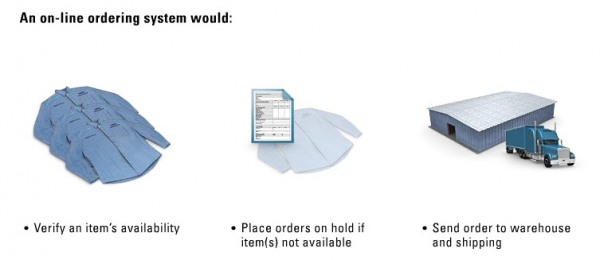 An on-line ordering system would:
• Verify an item's availability
• Place orders on hold if
item(s) not available
• Send order to warehouse
and shipping